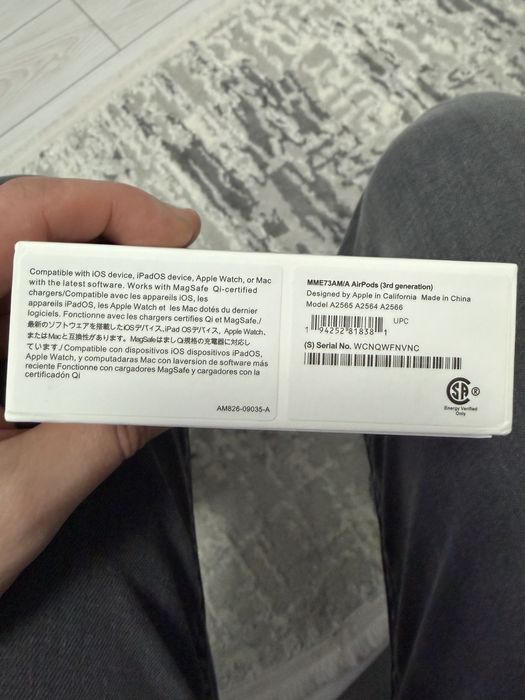 Compatible with iOS device, iPadOS device, Apple Watch, or Mac
with the latest software. Works with MagSafe Qi-certified
chargers/Compatible avec les appareils iOS, les
appareils iPadOS, les Apple Watch et les Mac dotés du dernier
logiciels. Fonctionne avec les chargers certifies Qi et MagSafe./
最新のソフトウェアを搭載したiOSデバイス、iPad OSデバイス、Apple Watch,
またはMacと互換性があります。MagSafeはましQi規格の充電器に対応し
ています/Compatible con dispositivos iOS dispositivos iPadOS,
Apple Watch, y computadaras Mac con laversion de software más
reciente Fonctionne con cargadores MagSafe y cargadores con la
certificadón Qi
AM826-09035-A
MME73AM/A AirPods (3rd generation)
Designed by Apple in California Made in China
Model A2565 A2564 A2566
UPC
1 94252 81838 1
(S) Serial No. WCNQWFNVNC
SA ®
Energy Verified
Only